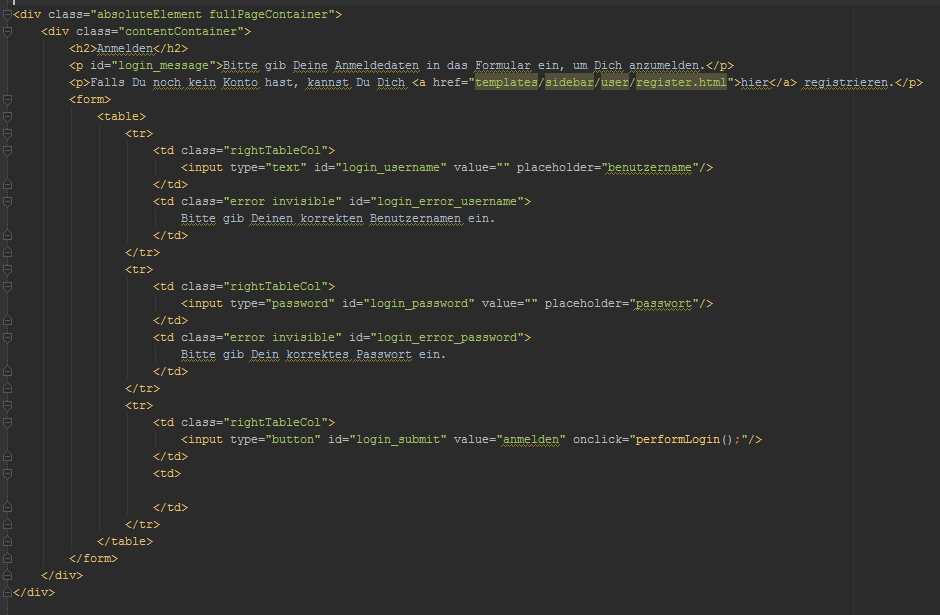 <div class="absoluteElement fullPageContainer">
    <div class="contentContainer">
        <h2>Anmelden</h2>
        <p id="login_message">Bitte gib Deine Anmeldedaten in das Formular ein, um Dich anzumelden.</p>
        <p>Falls Du noch kein Konto hast, kannst Du Dich <a href="templates/sidebar/user/register.html">hier</a> registrieren.</p>
        <form>
            <table>
                <tr>
                    <td class="rightTableCol">
                        <input type="text" id="login_username" value="" placeholder="benutzername"/>
                    </td>
                    <td class="error invisible" id="login_error_username">
                        Bitte gib Deinen korrekten Benutzernamen ein.
                    </td>
                </tr>
                <tr>
                    <td class="rightTableCol">
                        <input type="password" id="login_password" value="" placeholder="passwort"/>
                    </td>
                    <td class="error invisible" id="login_error_password">
                        Bitte gib Dein korrektes Passwort ein.
                    </td>
                </tr>
                <tr>
                    <td class="rightTableCol">
                        <input type="button" id="login_submit" value="anmelden" onclick="performLogin();"/>
                    </td>
                    <td>
                    </td>
                </tr>
            </table>
        </form>
    </div>
</div>